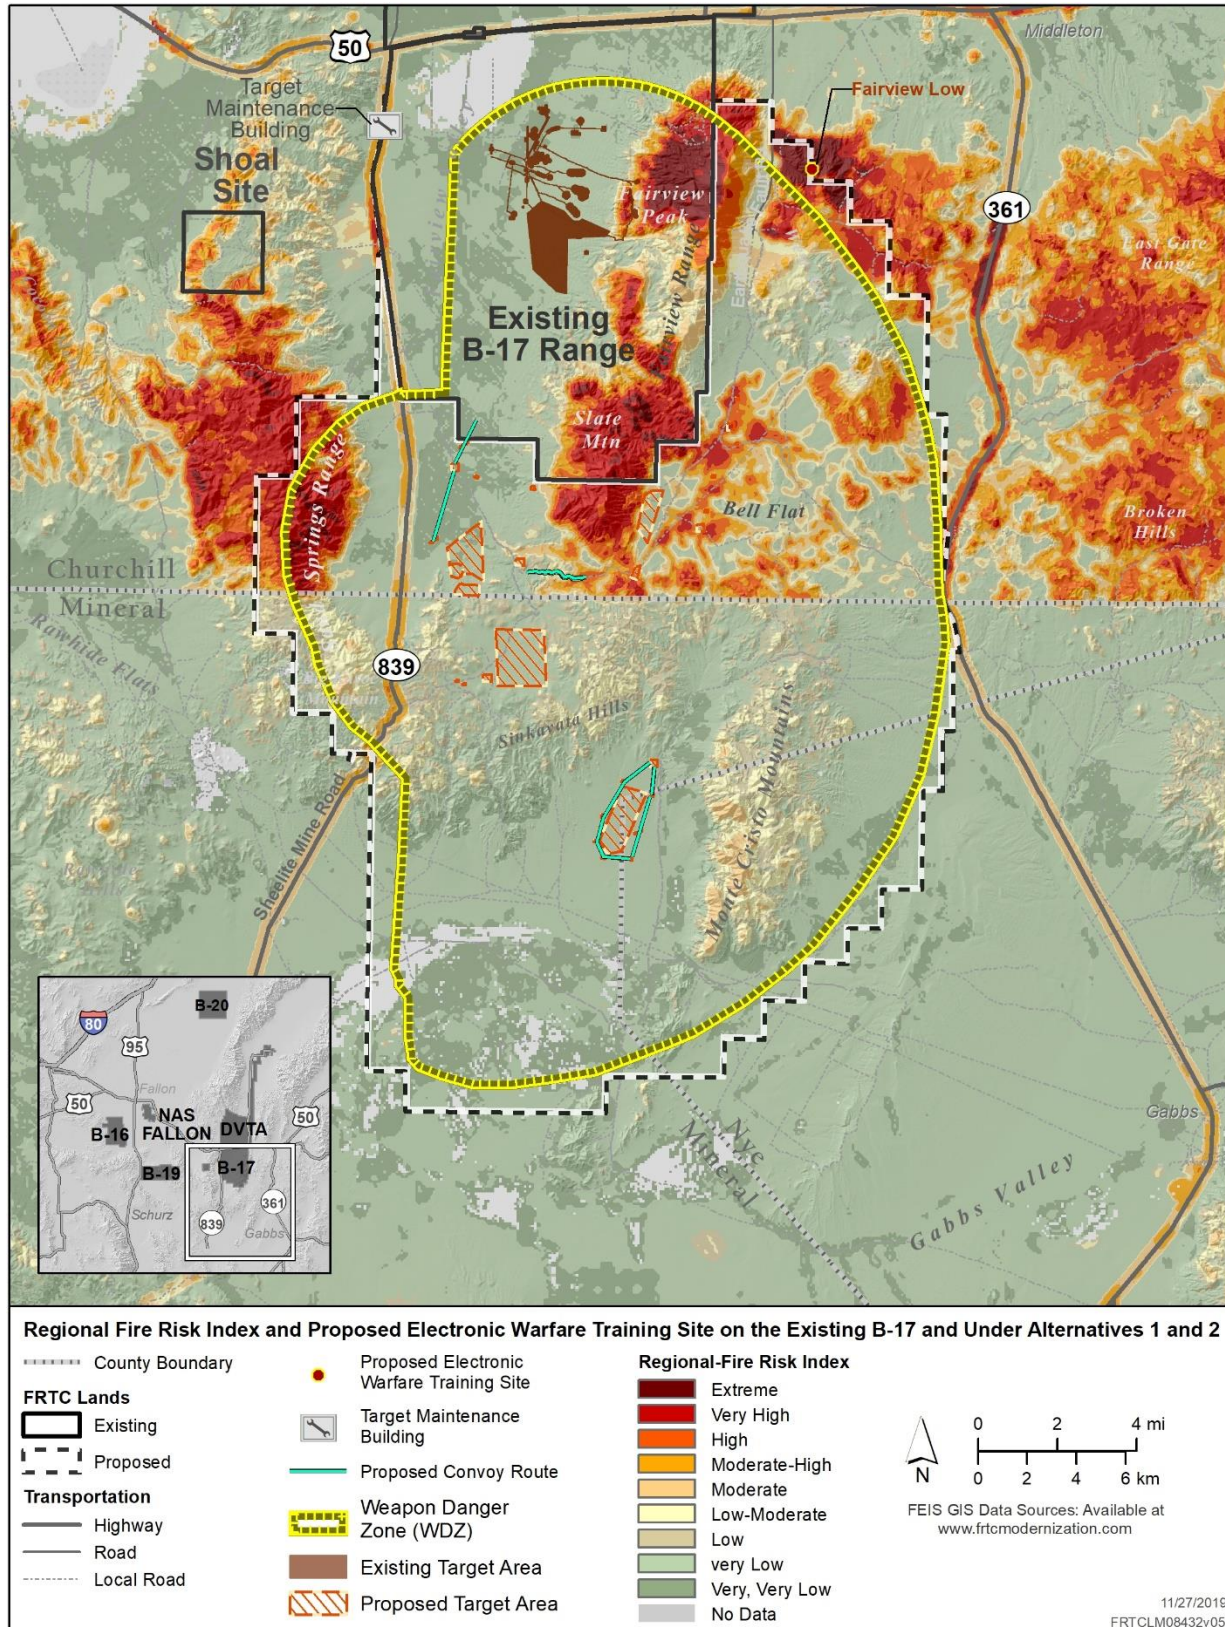 50
Middleton
Target
Maintenance
Building
Fairview Low
Shoal
Site
Fairview
Peak
361
East Gate
Range
Fairview Range
Existing
B-17 Range
Slate
Mtn
Springs Range
Bell Flat
Broken
Hills
Churchill
Mineral
Rawhide Flats
839
Sinkavata Hills
Monte Cristo Mountains
Sheelite Mine Road
B-20
80
95
Fallon
50
NAS
FALLON
DVTA
50
B-16
B-19
B-17
Schurz
839
361
Gabbs
Gabbs
Nye
Mineral
Gabbs Valley
Regional Fire Risk Index and Proposed Electronic Warfare Training Site on the Existing B-17 and Under Alternatives 1 and 2
County Boundary
FRTC Lands
Existing
Proposed
Transportation
Highway
Road
Local Road
Proposed Electronic
Warfare Training Site
Target Maintenance
Building
Proposed Convoy Route
Weapon Danger
Zone (WDZ)
Existing Target Area
Proposed Target Area
Regional-Fire Risk Index
Extreme
Very High
High
Moderate-High
Moderate
Low-Moderate
Low
very Low
Very, Very Low
No Data
N
0 2 4 mi
0 2 4 6 km
FEIS GIS Data Sources: Available at
www.frtcmodernization.com
11/27/2019
FRTCLM08432v05